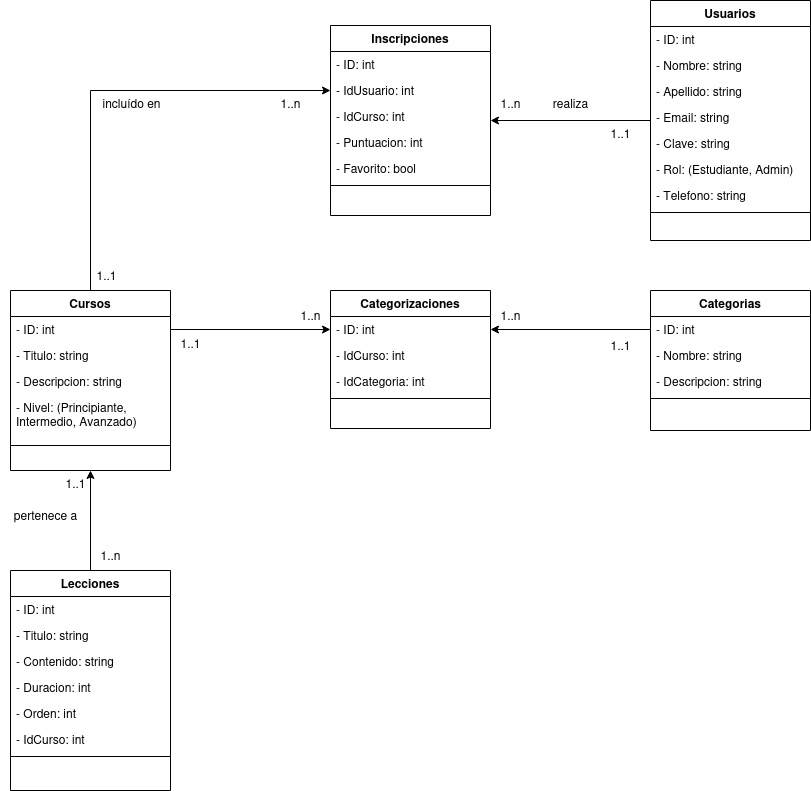 Usuarios
- ID: int
- Nombre: string
- Apellido: string
- Email: string
- Clave: string
- Rol: (Estudiante, Admin)
- Telefono: string
Inscripciones
- ID: int
- IdUsuario: int
- IdCurso: int
- Puntuacion: int
- Favorito: bool
incluído en
1..n
1..n
realiza
1..1
1..1
Cursos
- ID: int
- Titulo: string
- Descripcion: string
- Nivel: (Principiante,
Intermedio, Avanzado)
1..n
1..1
Categorizaciones
- ID: int
- IdCurso: int
- IdCategoria: int
1..n
1..1
Categorias
- ID: int
- Nombre: string
- Descripcion: string
1..1
pertenece a
1..n
Lecciones
- ID: int
- Titulo: string
- Contenido: string
- Duracion: int
- Orden: int
- IdCurso: int